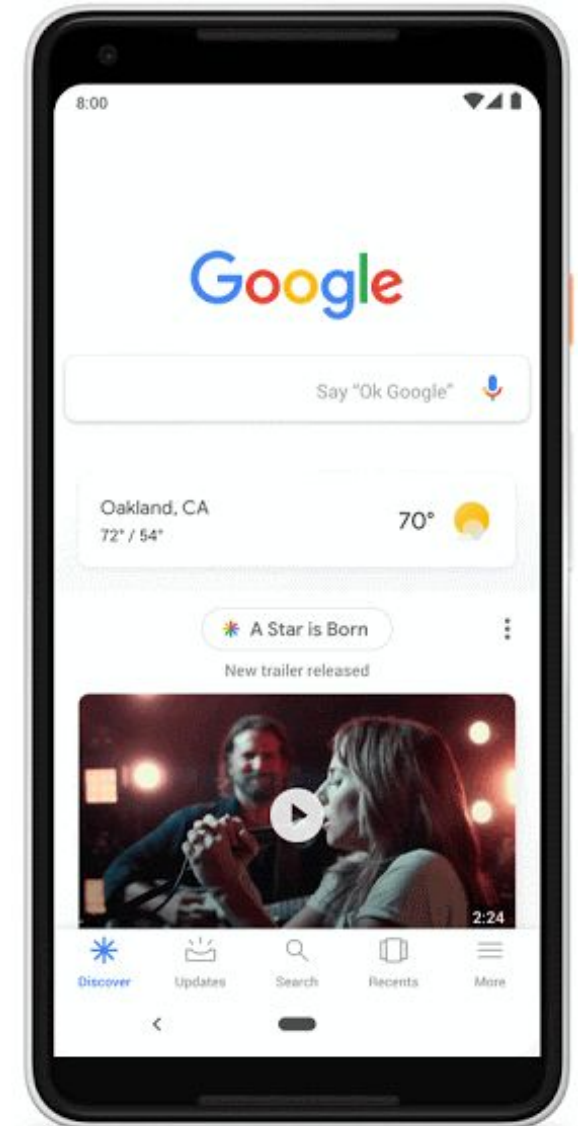 8:00
Google
Say "Ok Google"
Oakland, CA
70°
72° / 54°
A Star is Born
New trailer released
2:24
Discover
Updates
Search
Recents
More